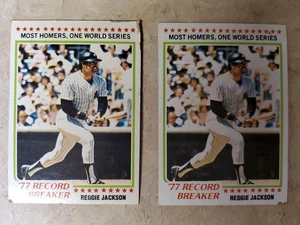 MOST HOMERS, ONE WORLD SERIES
'77 RECORD
BREAKER
REGGIE JACKSON
MOST HOMERS, ONE WORLD SERIES
'77 RECORD
BREAKER
REGGIE JACKSON